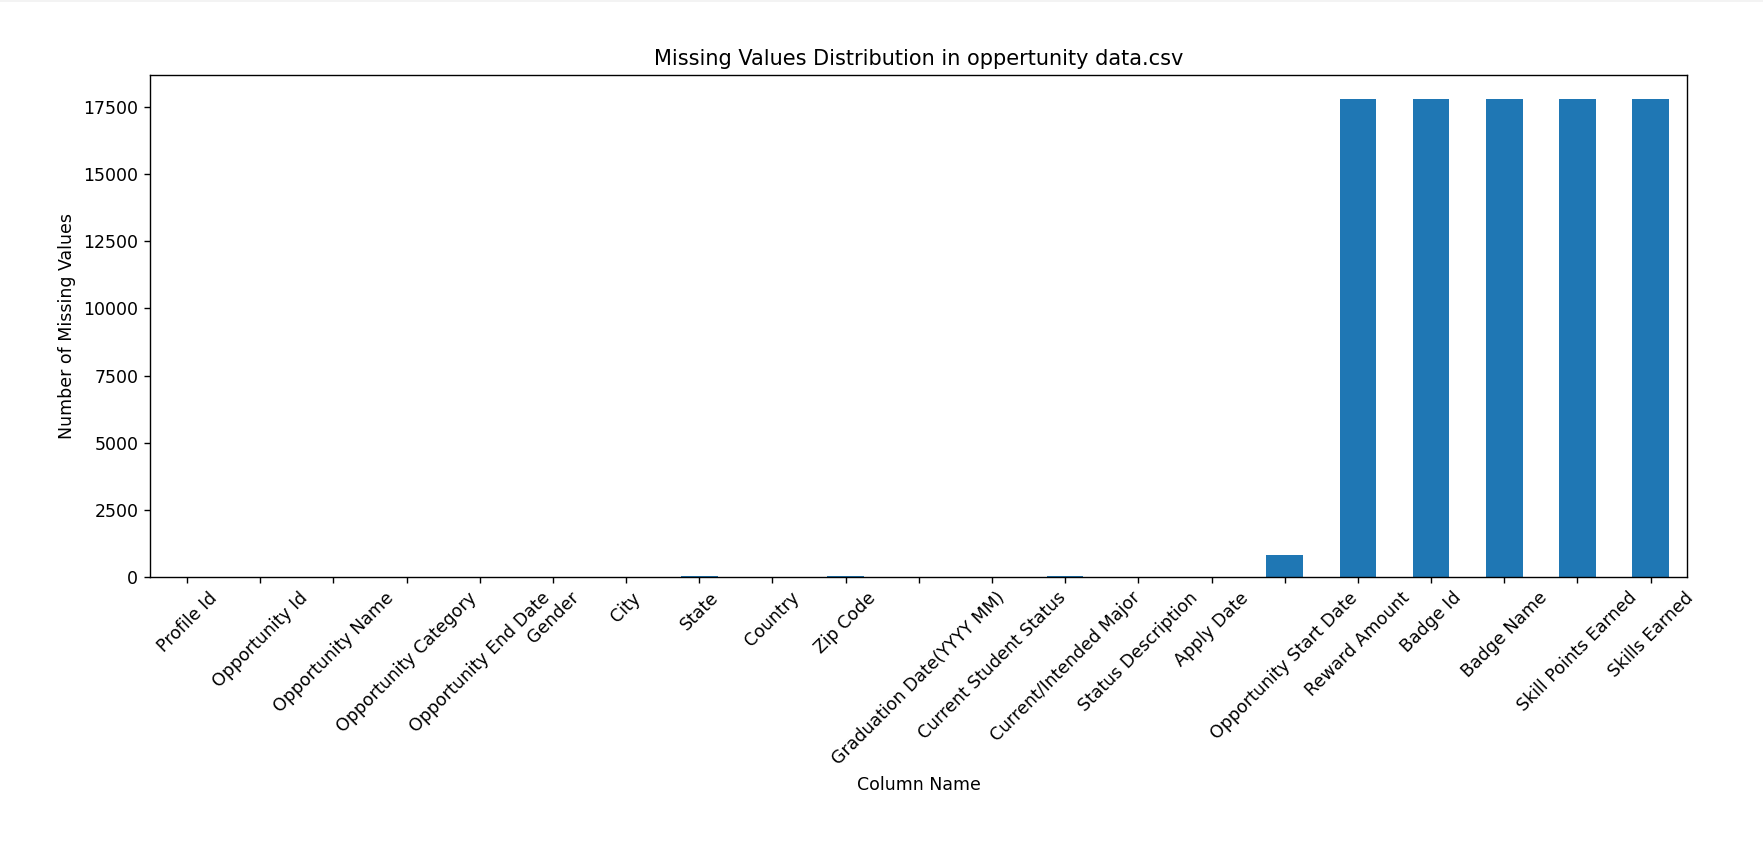 Missing Values Distribution in oppertunity data.csv
Number of Missing Values
17500
15000
12500
10000
7500
5000
2500
0
Profile Id
Opportunity Id
Opportunity Name
Opportunity Category
Opportunity End Date
Gender
City
State
Country
Zip Code
Graduation Date(YYYY MM)
Current Student Status
Current/Intended Major
Status Description
Apply Date
Opportunity Start Date
Reward Amount
Badge Id
Badge Name
Skill Points Earned
Skills Earned
Column Name